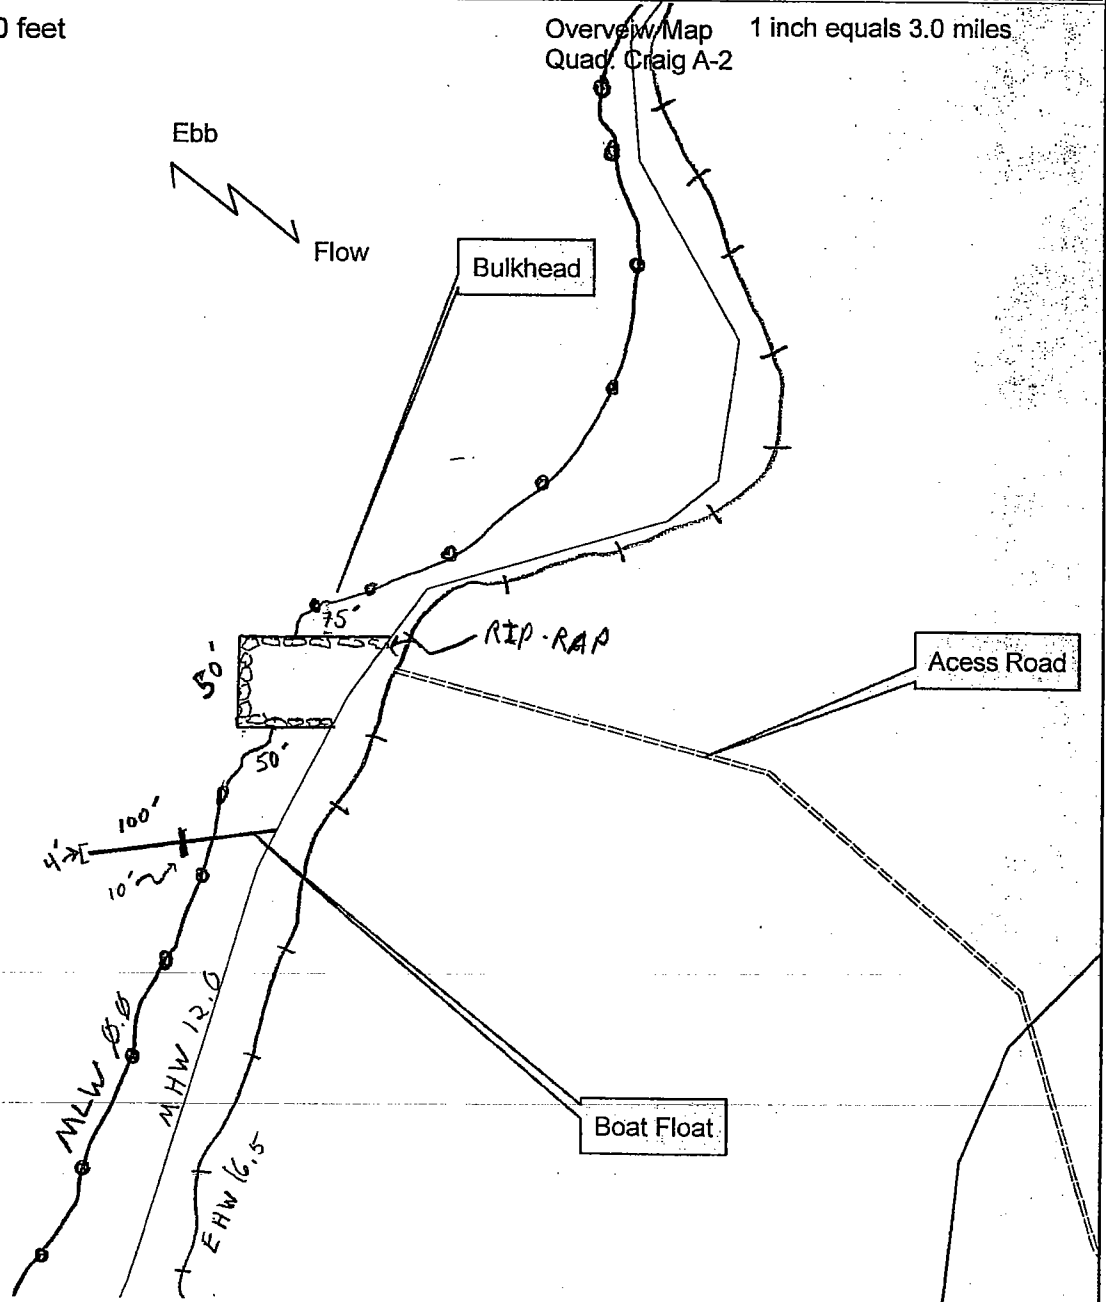 0 feet
Overveiw Map 1 inch equals 3.0 miles
Quad. Craig A-2
Ebb
Flow
Bulkhead
75'
RIP-RAP
50'
Acess Road
50'
100'
4'
10'
MLW 0.0
MHW 12.0
EHW 16.5
Boat Float